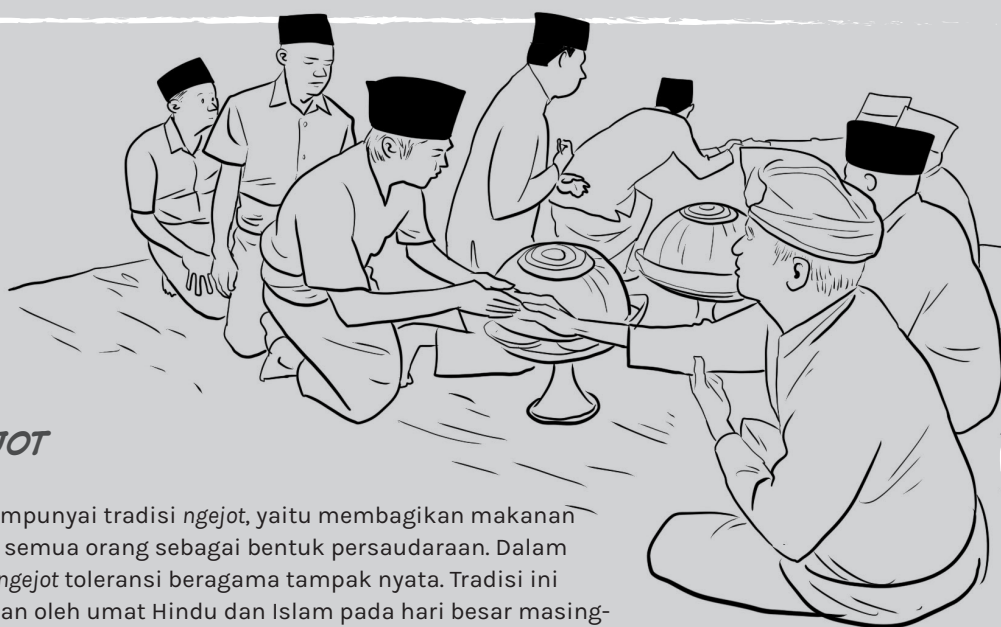 JOT
mpunyai tradisi ngejot, yaitu membagikan makanan
semua orang sebagai bentuk persaudaraan. Dalam
ngejot toleransi beragama tampak nyata. Tradisi ini
an oleh umat Hindu dan Islam pada hari besar masing-